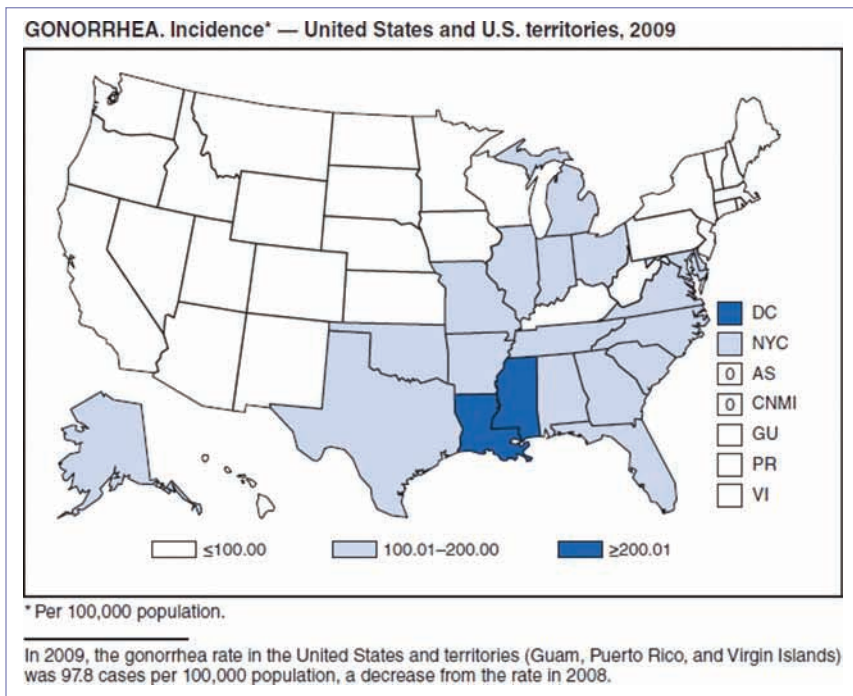 GONORRHEA. Incidence* — United States and U.S. territories, 2009
DC
NYC
0 AS
0 CNMI
GU
PR
VI
≤100.00 100.01–200.00 ≥200.01
* Per 100,000 population.
In 2009, the gonorrhea rate in the United States and territories (Guam, Puerto Rico, and Virgin Islands)
was 97.8 cases per 100,000 population, a decrease from the rate in 2008.